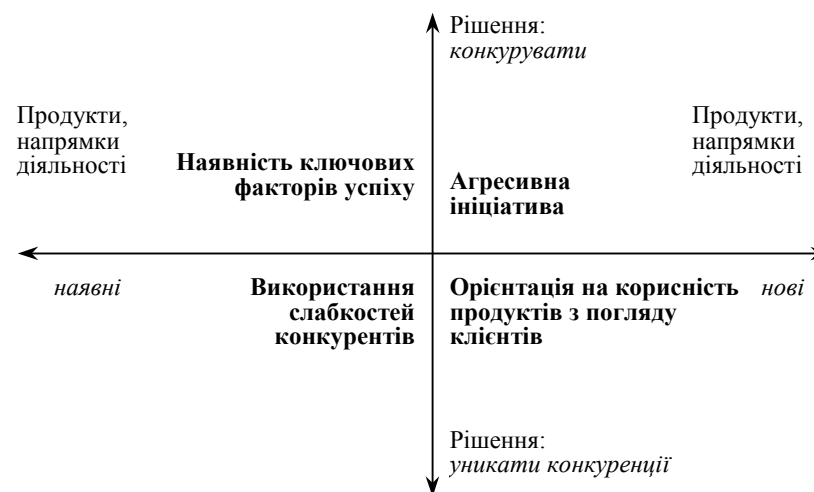 Рішення:
конкурувати
Продукти,
напрямки
діяльності
Продукти,
напрямки
діяльності
Наявність ключових
факторів успіху
Агресивна
ініціатива
наявні
Використання
слабкостей
конкурентів
Орієнтація на корисність
продуктів з погляду
клієнтів
нові
Рішення:
уникати конкуренції